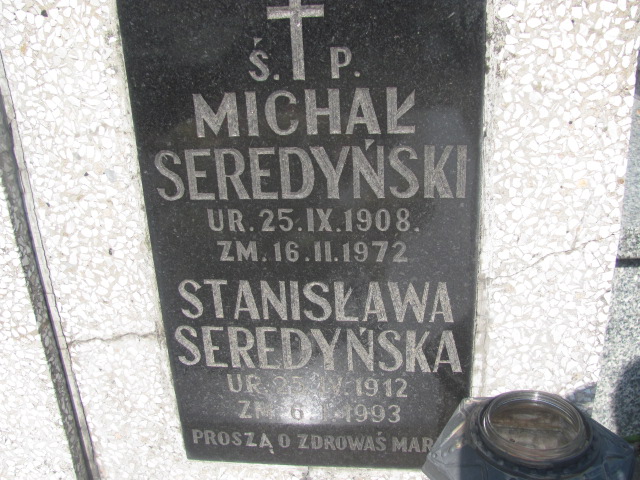 Ś. P.
MICHAŁ
SEREDYŃSKI
UR. 25. IX. 1908.
ZM. 16. II. 1972
STANISŁAWA
SEREDYŃSKA
UR. 1912
ZM. 1993
PROSZĄ O ZDROWAŚ